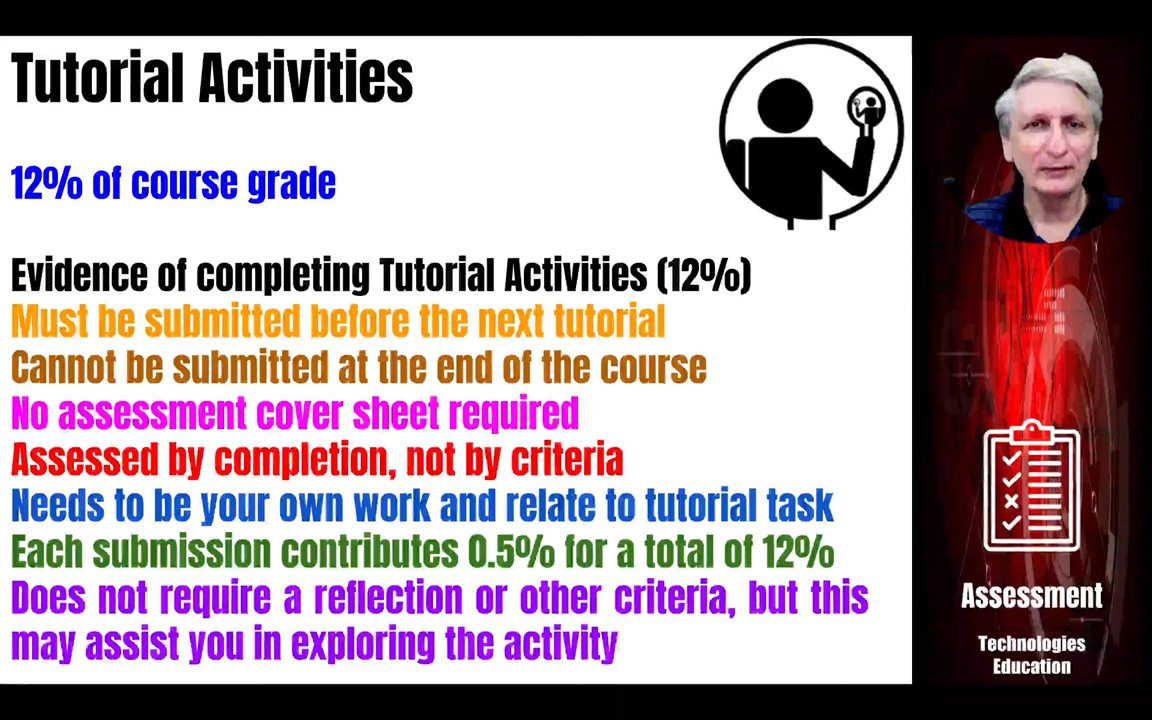 Tutorial Activities
12% of course grade
Evidence of completing Tutorial Activities (12%)
Must be submitted before the next tutorial
Cannot be submitted at the end of the course
No assessment cover sheet required
Assessed by completion, not by criteria
Needs to be your own work and relate to tutorial task
Each submission contributes 0.5% for a total of 12%
Does not require a reflection or other criteria, but this
may assist you in exploring the activity
Assessment
Technologies
Education